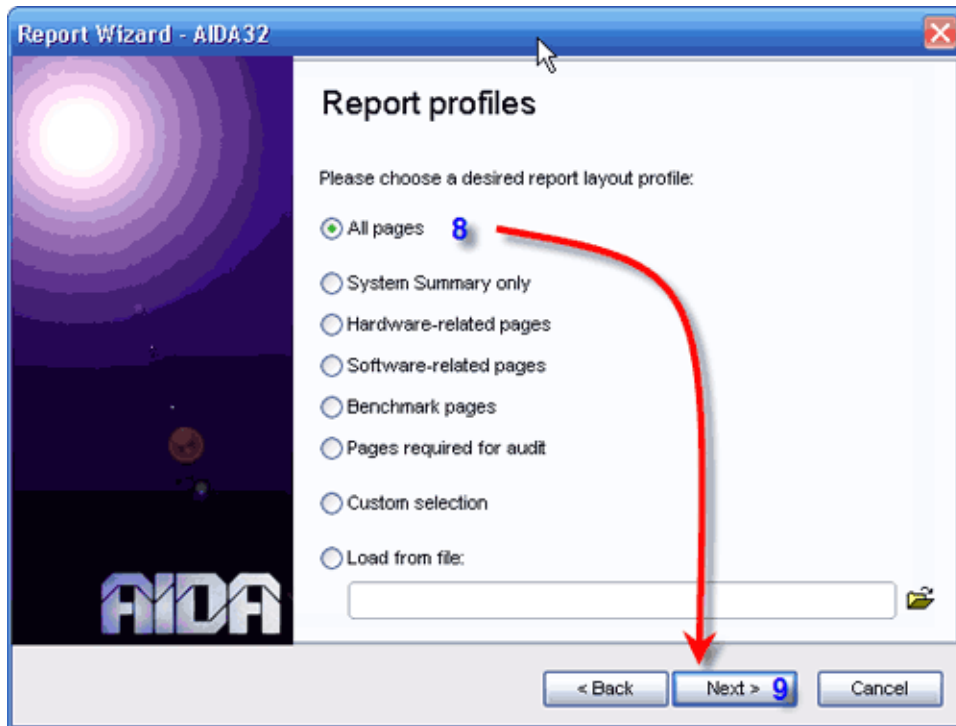 Report Wizard - AIDA32
Report profiles
Please choose a desired report layout profile:
All pages 8
System Summary only
Hardware-related pages
Software-related pages
Benchmark pages
Pages required for audit
Custom selection
Load from file:
AIDA
< Back Next > 9 Cancel